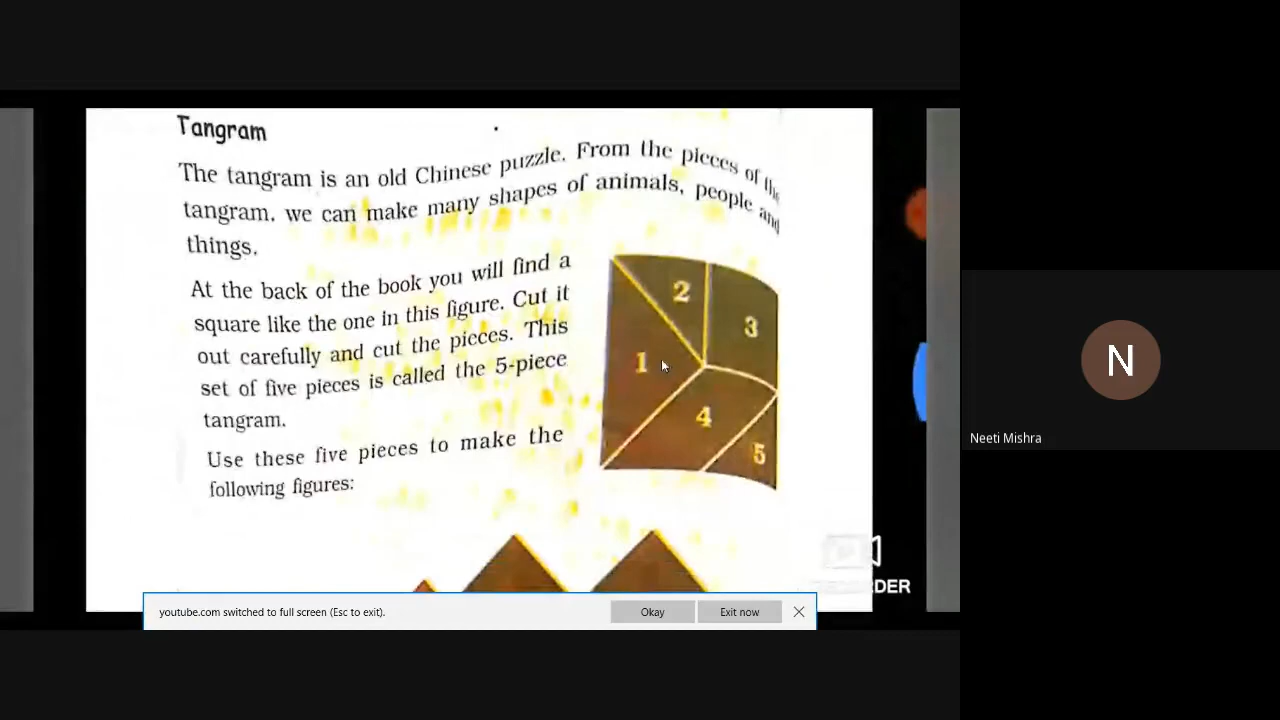 Tangram
The tangram is an old Chinese puzzle. From the pieces of the
tangram, we can make many shapes of animals, people and
things.
At the back of the book you will find a
square like the one in this figure. Cut it
out carefully and cut the pieces. This
set of five pieces is called the 5-piece
tangram.
Use these five pieces to make the
following figures:
2
3
1
4
5
DER
youtube.com switched to full screen (Esc to exit).
Okay
Exit now
N
Neeti Mishra